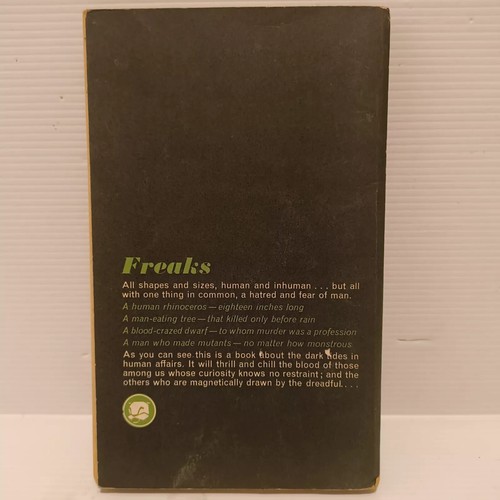 Freaks
All shapes and sizes, human and inhuman . . . but all
with one thing in common, a hatred and fear of man.
A human rhinoceros — eighteen inches long
A man-eating tree — that killed only before rain
A blood-crazed dwarf — to whom murder was a profession
A man who made mutants — no matter how monstrous.
As you can see this is a book about the dark tides in
human affairs. It will thrill and chill the blood of those
among us whose curiosity knows no restraint; and the
others who are magnetically drawn by the dreadful. . . .